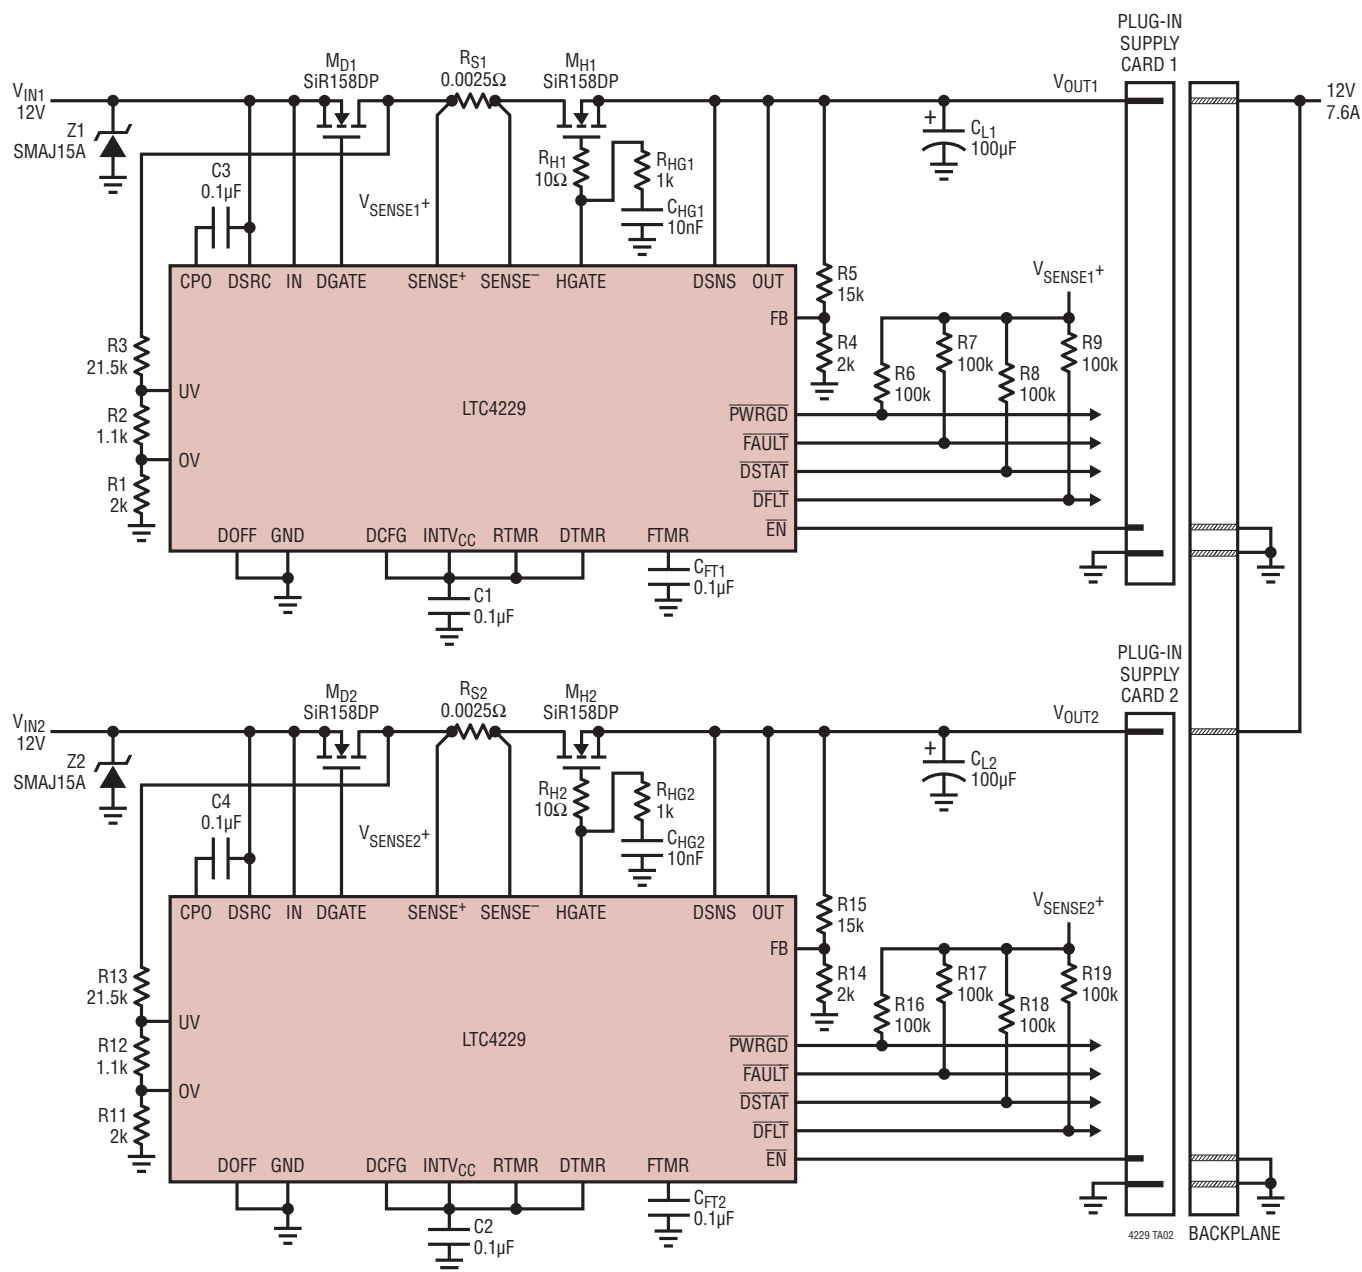 PLUG-IN
SUPPLY
CARD 1
VIN1
12V
Z1
SMAJ15A
MD1
SiR158DP
RS1
0.0025Ω
MH1
SiR158DP
VOUT1
12V
7.6A
+
CL1
100µF
C3
0.1µF
VSENSE1+
RH1
10Ω
RHG1
1k
CHG1
10nF
CPO
DSRC
IN
DGATE
SENSE+
SENSE–
HGATE
DSNS
OUT
R5
15k
VSENSE1+
FB
R4
2k
R6
100k
R7
100k
R8
100k
R9
100k
R3
21.5k
UV
R2
1.1k
OV
R1
2k
LTC4229
PWRGD
FAULT
DSTAT
DFLT
EN
DOFF
GND
DCFG
INTVCC
RTMR
DTMR
FTMR
C1
0.1µF
CFT1
0.1µF
PLUG-IN
SUPPLY
CARD 2
VIN2
12V
Z2
SMAJ15A
MD2
SiR158DP
RS2
0.0025Ω
MH2
SiR158DP
VOUT2
+
CL2
100µF
C4
0.1µF
VSENSE2+
RH2
10Ω
RHG2
1k
CHG2
10nF
CPO
DSRC
IN
DGATE
SENSE+
SENSE–
HGATE
DSNS
OUT
R15
15k
VSENSE2+
FB
R14
2k
R16
100k
R17
100k
R18
100k
R19
100k
R13
21.5k
UV
R12
1.1k
OV
R11
2k
LTC4229
PWRGD
FAULT
DSTAT
DFLT
EN
DOFF
GND
DCFG
INTVCC
RTMR
DTMR
FTMR
C2
0.1µF
CFT2
0.1µF
4229 TA02
BACKPLANE